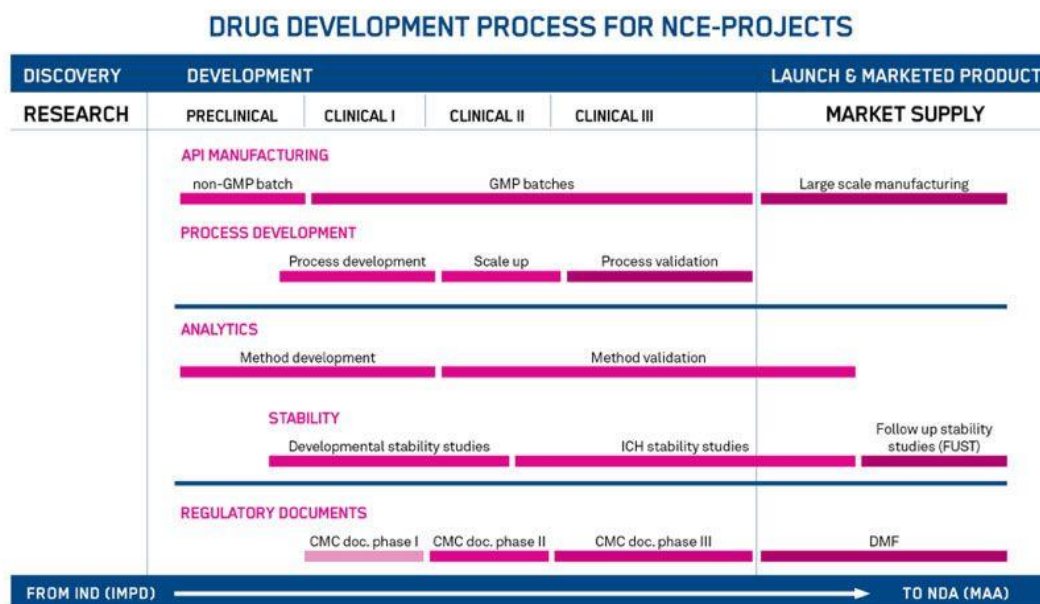 DRUG DEVELOPMENT PROCESS FOR NCE-PROJECTS
DISCOVERY DEVELOPMENT LAUNCH & MARKETED PRODUCT
RESEARCH PRECLINICAL CLINICAL I CLINICAL II CLINICAL III MARKET SUPPLY
API MANUFACTURING
non-GMP batch GMP batches Large scale manufacturing
PROCESS DEVELOPMENT
Process development Scale up Process validation
ANALYTICS
Method development Method validation
STABILITY
Developmental stability studies ICH stability studies Follow up stability
studies (FUST)
REGULATORY DOCUMENTS
CMC doc. phase I CMC doc. phase II CMC doc. phase III DMF
FROM IND (IMPD) TO NDA (MAA)